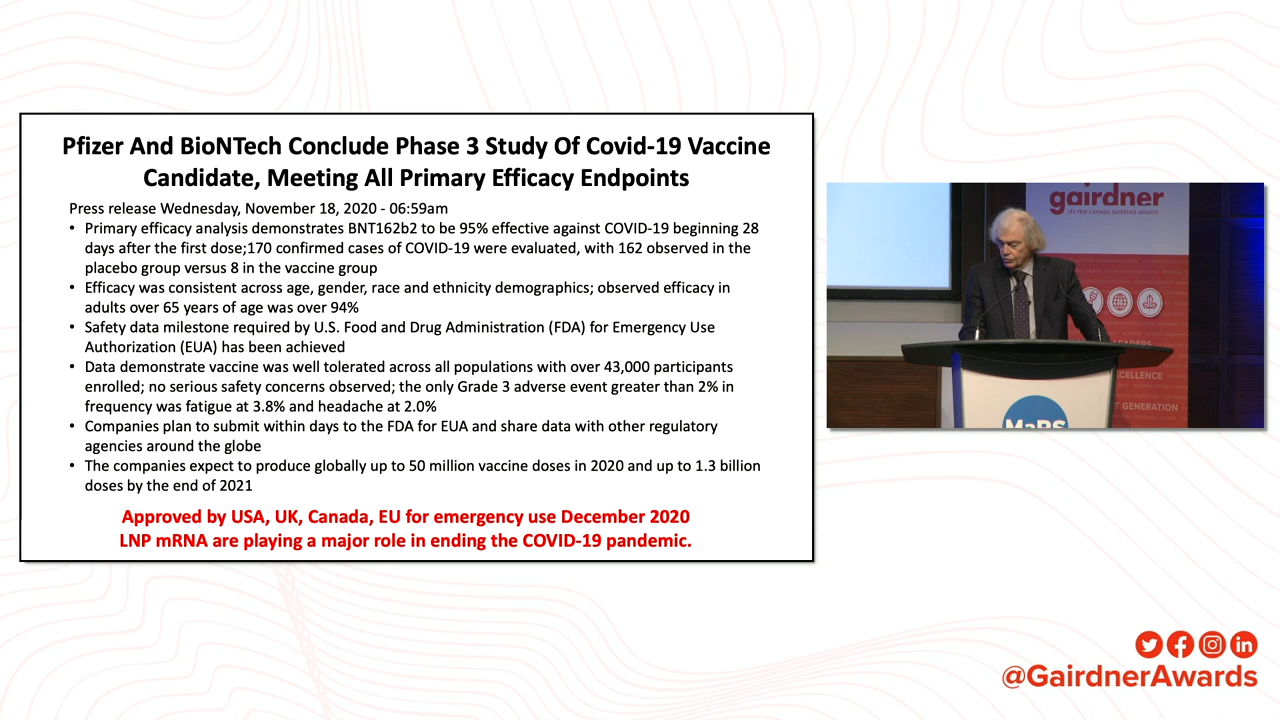 Pfizer And BioNTech Conclude Phase 3 Study Of Covid-19 Vaccine
Candidate, Meeting All Primary Efficacy Endpoints
Press release Wednesday, November 18, 2020 - 06:59am
• Primary efficacy analysis demonstrates BNT162b2 to be 95% effective against COVID-19 beginning 28
days after the first dose;170 confirmed cases of COVID-19 were evaluated, with 162 observed in the
placebo group versus 8 in the vaccine group
• Efficacy was consistent across age, gender, race and ethnicity demographics; observed efficacy in
adults over 65 years of age was over 94%
• Safety data milestone required by U.S. Food and Drug Administration (FDA) for Emergency Use
Authorization (EUA) has been achieved
• Data demonstrate vaccine was well tolerated across all populations with over 43,000 participants
enrolled; no serious safety concerns observed; the only Grade 3 adverse event greater than 2% in
frequency was fatigue at 3.8% and headache at 2.0%
• Companies plan to submit within days to the FDA for EUA and share data with other regulatory
agencies around the globe
• The companies expect to produce globally up to 50 million vaccine doses in 2020 and up to 1.3 billion
doses by the end of 2021
Approved by USA, UK, Canada, EU for emergency use December 2020
LNP mRNA are playing a major role in ending the COVID-19 pandemic.
gairdner
LES PRIX CANADA GAIRDNER AWARDS
LEADERS
EXCELLENCE
GENERATION
MaRS
@GairdnerAwards